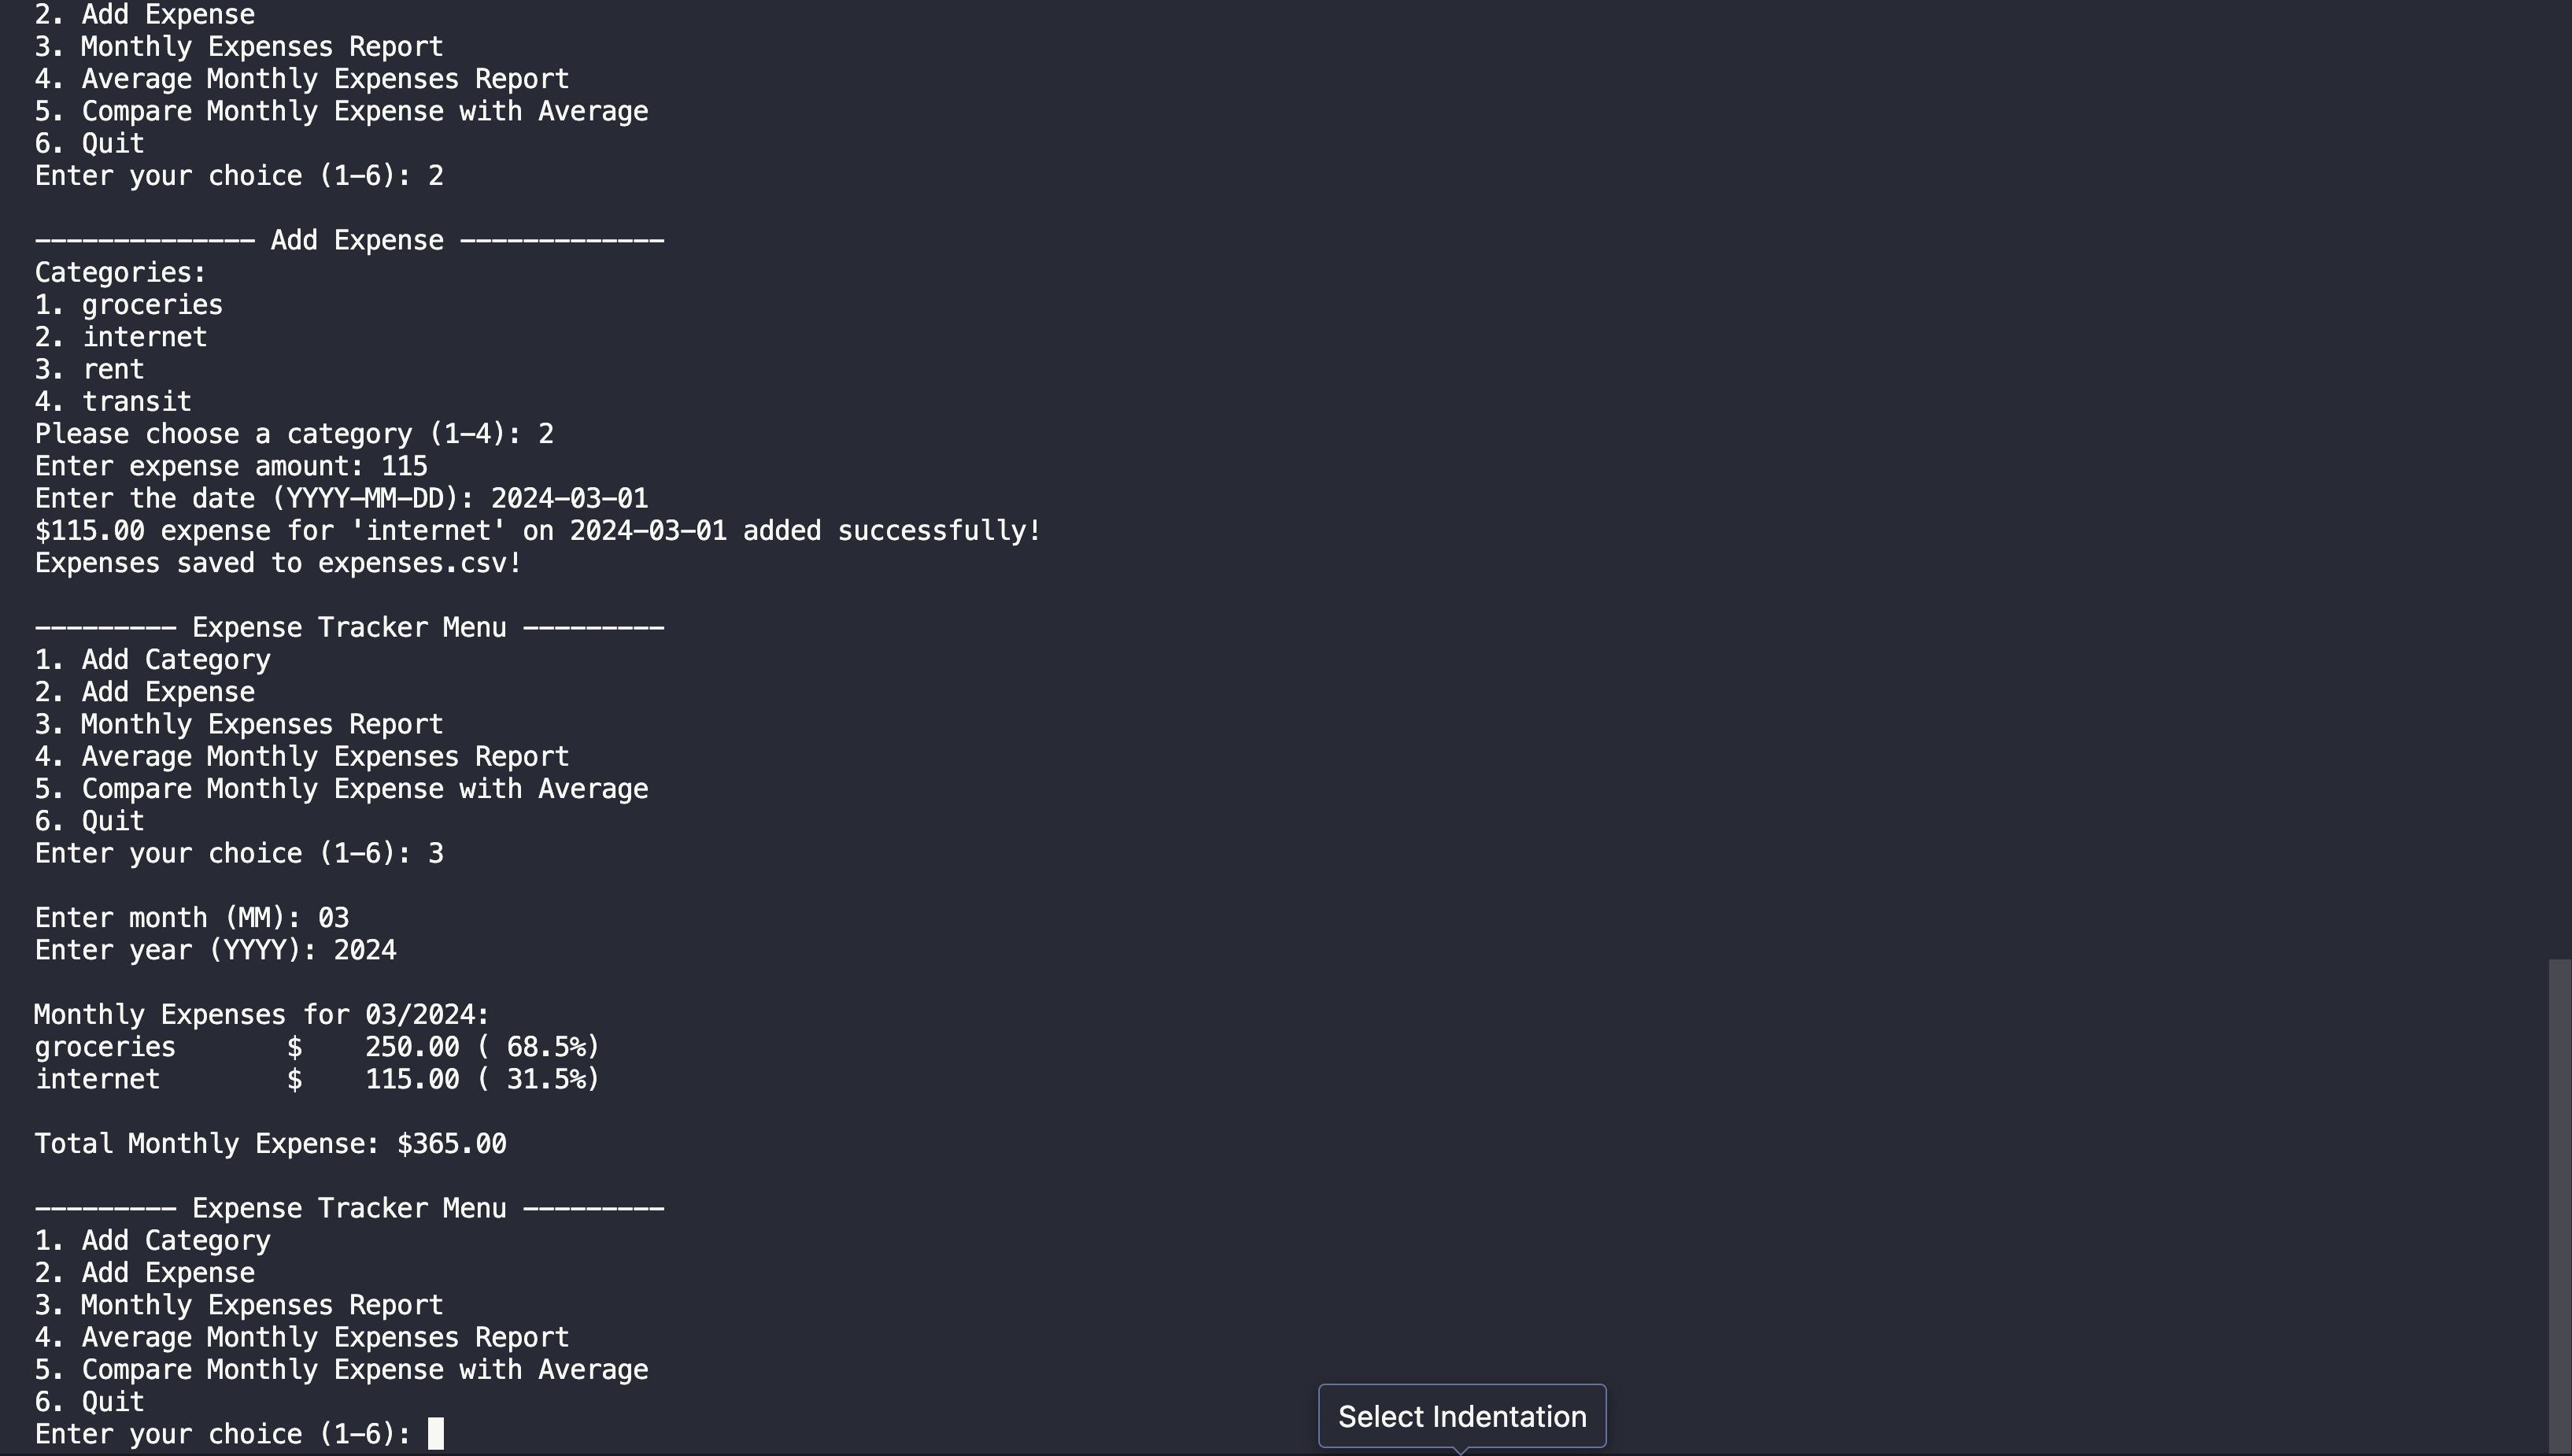 2. Add Expense
3. Monthly Expenses Report
4. Average Monthly Expenses Report
5. Compare Monthly Expense with Average
6. Quit
Enter your choice (1-6): 2

-------------- Add Expense -------------
Categories:
1. groceries
2. internet
3. rent
4. transit
Please choose a category (1-4): 2
Enter expense amount: 115
Enter the date (YYYY-MM-DD): 2024-03-01
$115.00 expense for 'internet' on 2024-03-01 added successfully!
Expenses saved to expenses.csv!

--------- Expense Tracker Menu ---------
1. Add Category
2. Add Expense
3. Monthly Expenses Report
4. Average Monthly Expenses Report
5. Compare Monthly Expense with Average
6. Quit
Enter your choice (1-6): 3

Enter month (MM): 03
Enter year (YYYY): 2024

Monthly Expenses for 03/2024:
groceries       $    250.00 ( 68.5%)
internet        $    115.00 ( 31.5%)

Total Monthly Expense: $365.00

--------- Expense Tracker Menu ---------
1. Add Category
2. Add Expense
3. Monthly Expenses Report
4. Average Monthly Expenses Report
5. Compare Monthly Expense with Average
6. Quit
Enter your choice (1-6):
Select Indentation